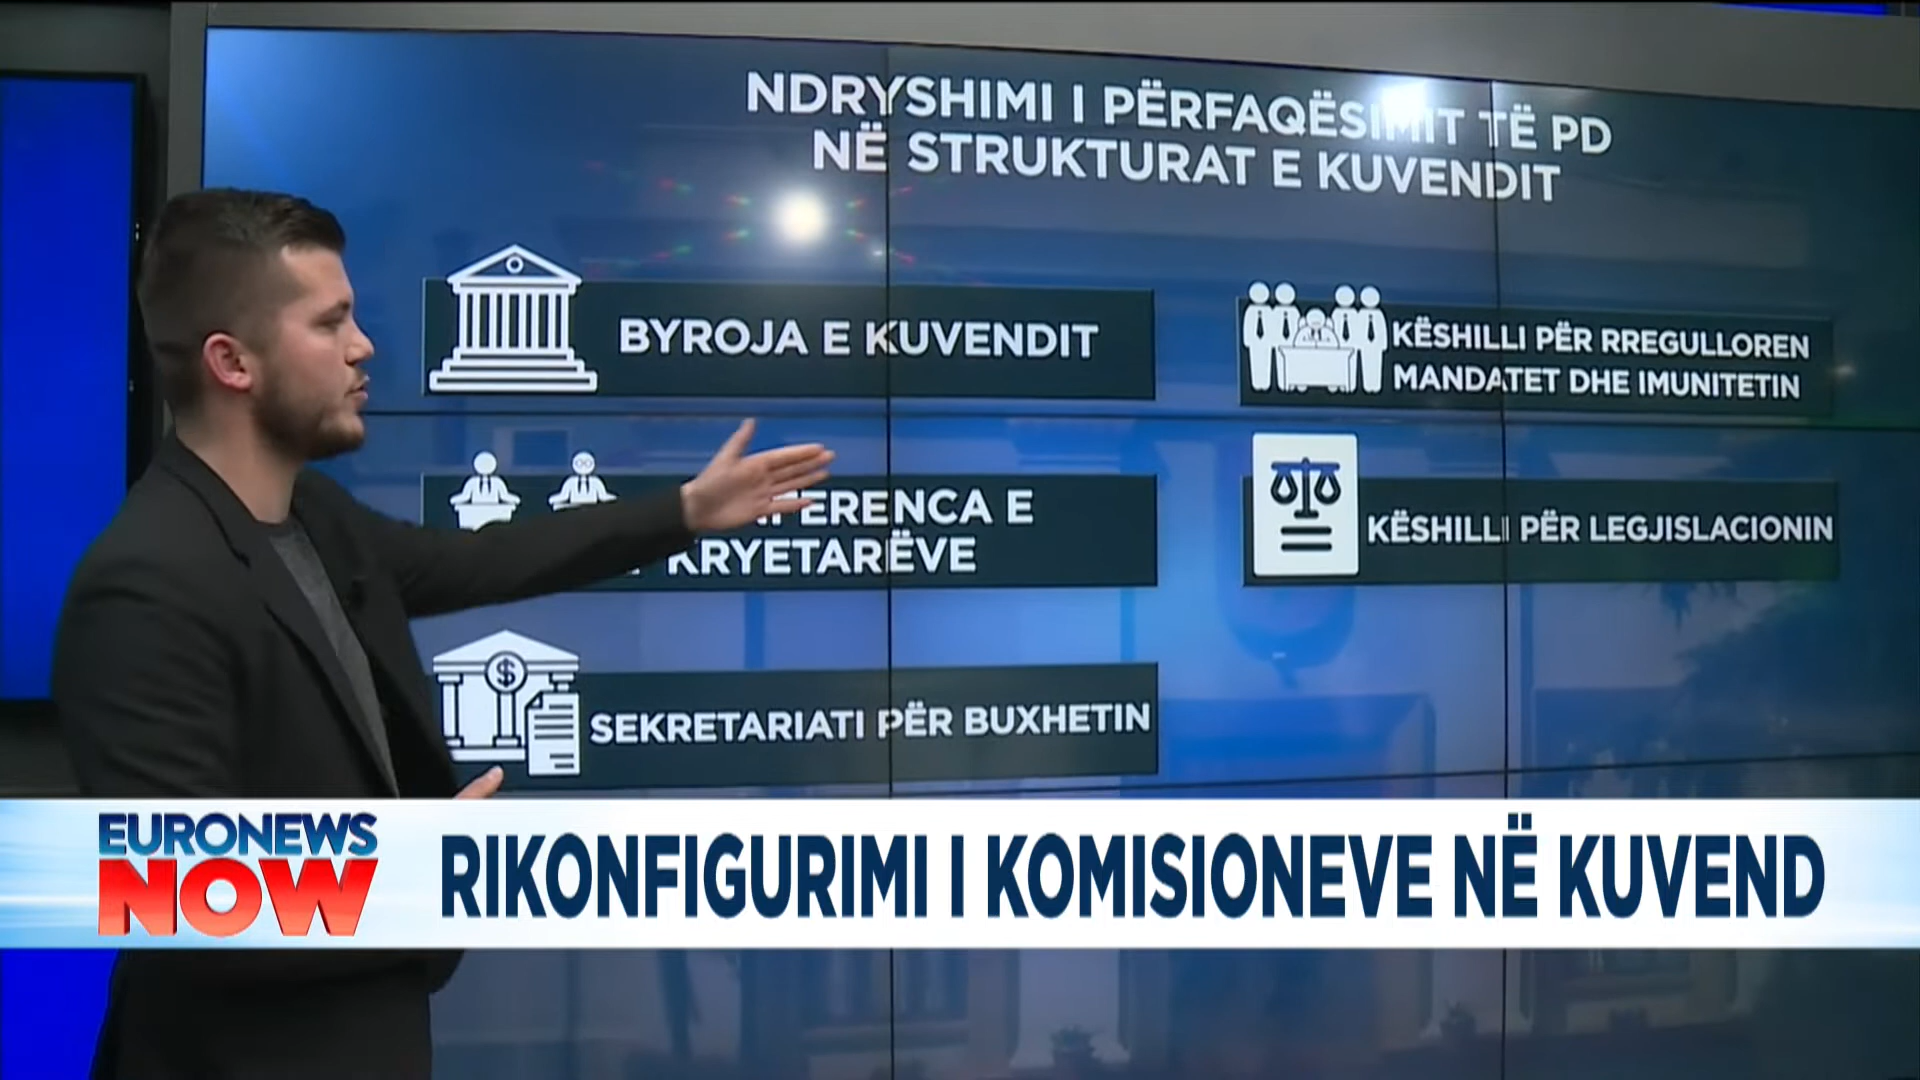 NDRYSHIMI I PËRFAQËSIMIT TË PD
NË STRUKTURAT E KUVENDIT
BYROJA E KUVENDIT
E
KRYETARËVE
SEKRETARIATI PËR BUXHETIN
KËSHILLI PËR RREGULLOREN
MANDATET DHE IMUNITETIN
KËSHILLI PËR LEGJISLACIONIN
EURONEWS
NOW
RIKONFIGURIMI I KOMISIONEVE NË KUVEND